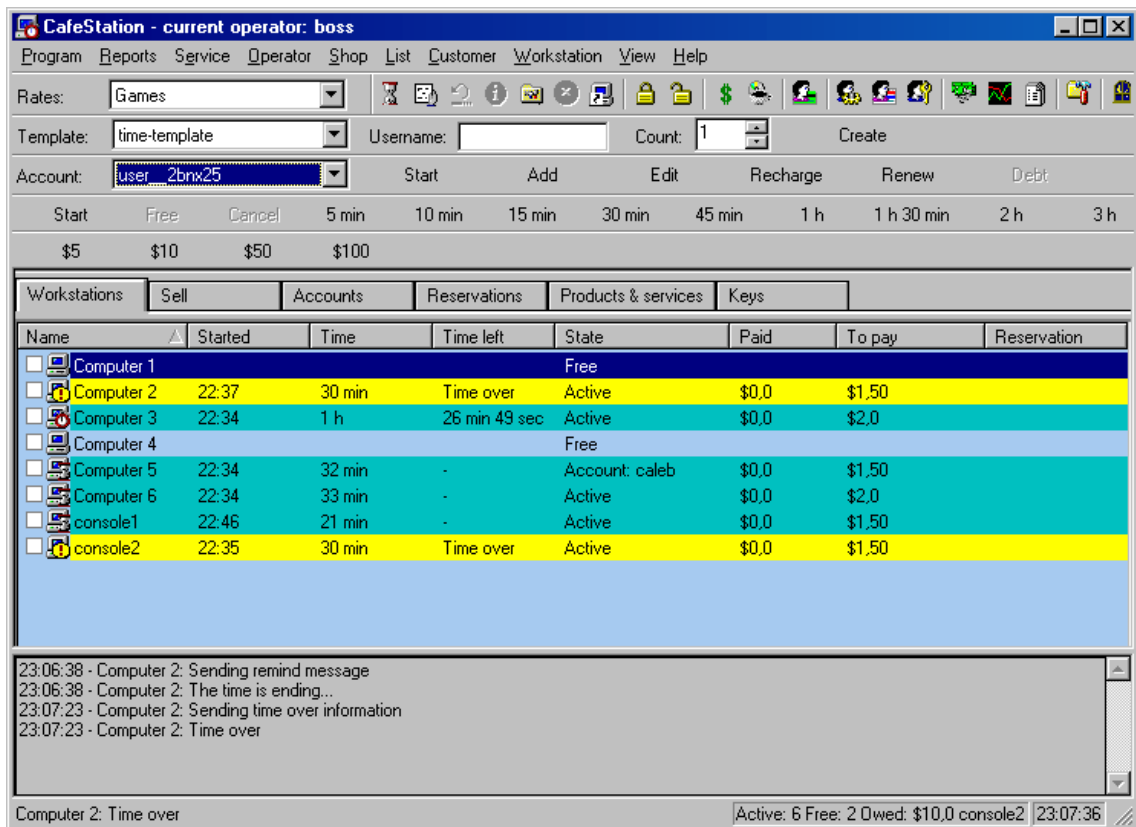 CafeStation - current operator: boss
Program Reports Service Operator Shop List Customer Workstation View Help
Rates: Games
Template: time-template Username: Count: 1 Create
Account: user__2bnx25 Start Add Edit Recharge Renew Debt
Start Free Cancel 5 min 10 min 15 min 30 min 45 min 1 h 1 h 30 min 2 h 3 h
$5 $10 $50 $100
Workstations Sell Accounts Reservations Products & services Keys
Name Started Time Time left State Paid To pay Reservation
Computer 1 Free
Computer 2 22:37 30 min Time over Active $0,0 $1,50
Computer 3 22:34 1 h 26 min 49 sec Active $0,0 $2,0
Computer 4 Free
Computer 5 22:34 32 min - Account: caleb $0,0 $1,50
Computer 6 22:34 33 min - Active $0,0 $2,0
console1 22:46 21 min - Active $0,0 $1,50
console2 22:35 30 min Time over Active $0,0 $1,50
23:06:38 - Computer 2: Sending remind message
23:06:38 - Computer 2: The time is ending...
23:07:23 - Computer 2: Sending time over information
23:07:23 - Computer 2: Time over
Computer 2: Time over Active: 6 Free: 2 Owed: $10,0 console2 23:07:36